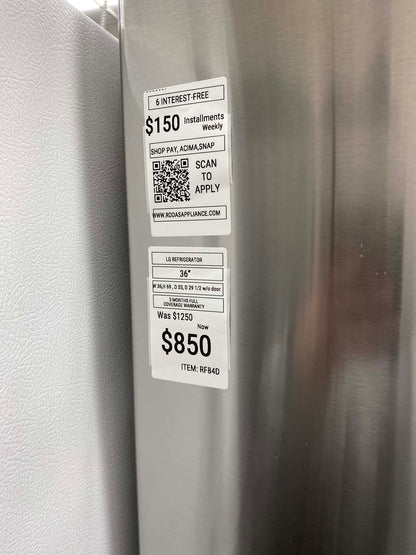 6 INTEREST-FREE
$150 Installments
Weekly
SHOP PAY, ACIMA,SNAP
SCAN
TO
APPLY
WWW.RODASAPPLIANCE.COM
LG REFRIGERATOR
36"
W 36,H 69 , D 33, D 29 1/2 w/o door
3 MONTHS FULL
COVERAGE WARRANTY
Was $1250
Now
$850
ITEM: RF84D